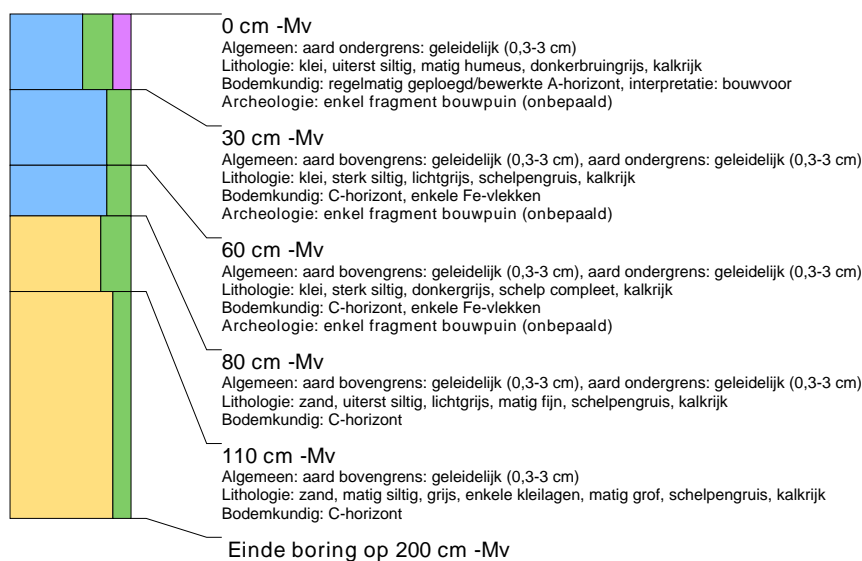 0 cm -Mv
Algemeen: aard ondergrens: geleidelijk (0,3-3 cm)
Lithologie: klei, uiterst siltig, matig humeus, donkerbruingrijs, kalkrijk
Bodemkundig: regelmatig geploegd/bewerkte A-horizont, interpretatie: bouwvoor
Archeologie: enkel fragment bouwpuin (onbepaald)
30 cm -Mv
Algemeen: aard bovengrens: geleidelijk (0,3-3 cm), aard ondergrens: geleidelijk (0,3-3 cm)
Lithologie: klei, sterk siltig, lichtgrijs, schelpengruis, kalkrijk
Bodemkundig: C-horizont, enkele Fe-vlekken
Archeologie: enkel fragment bouwpuin (onbepaald)
60 cm -Mv
Algemeen: aard bovengrens: geleidelijk (0,3-3 cm), aard ondergrens: geleidelijk (0,3-3 cm)
Lithologie: klei, sterk siltig, donkergrijs, schelp compleet, kalkrijk
Bodemkundig: C-horizont, enkele Fe-vlekken
Archeologie: enkel fragment bouwpuin (onbepaald)
80 cm -Mv
Algemeen: aard bovengrens: geleidelijk (0,3-3 cm), aard ondergrens: geleidelijk (0,3-3 cm)
Lithologie: zand, uiterst siltig, lichtgrijs, matig fijn, schelpengruis, kalkrijk
Bodemkundig: C-horizont
110 cm -Mv
Algemeen: aard bovengrens: geleidelijk (0,3-3 cm)
Lithologie: zand, matig siltig, grijs, enkele kleilagen, matig grof, schelpengruis, kalkrijk
Bodemkundig: C-horizont
Einde boring op 200 cm -Mv